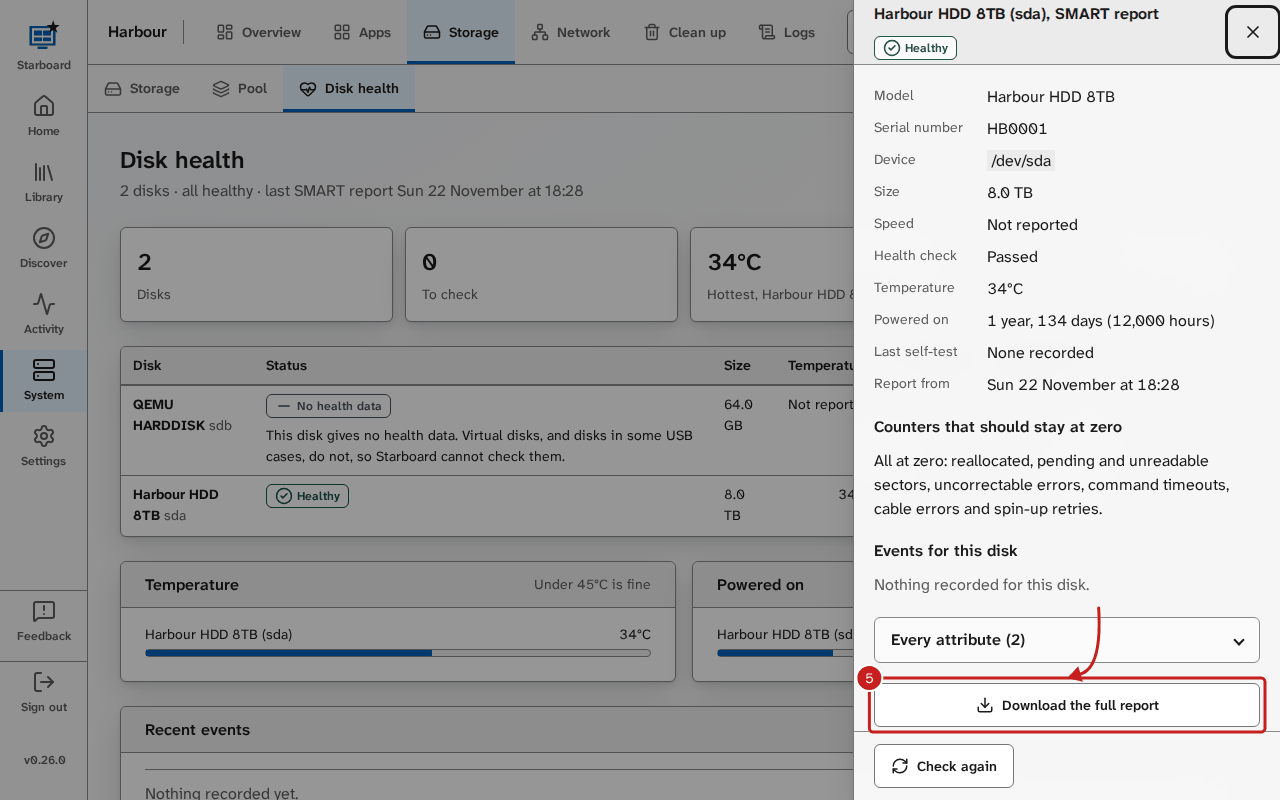 Starboard
Home
Library
Discover
Activity
System
Settings
Feedback
Sign out
v0.26.0
Harbour
Overview
Apps
Storage
Network
Clean up
Logs
Storage
Pool
Disk health
Disk health
2 disks · all healthy · last SMART report Sun 22 November at 18:28
2
Disks
0
To check
34°C
Hottest, Harbour HDD 8
Disk Status Size Temperatu
QEMU HARDDISK sdb
No health data
This disk gives no health data. Virtual disks, and disks in some USB
cases, do not, so Starboard cannot check them.
64.0
GB
Not report
Harbour HDD
8TB sda
Healthy
8.0
TB
34
Temperature
Under 45°C is fine
Harbour HDD 8TB (sda)
34°C
Powered on
Harbour HDD 8TB (sd
Recent events
Nothing recorded yet.
Harbour HDD 8TB (sda), SMART report
Healthy
Model Harbour HDD 8TB
Serial number HB0001
Device /dev/sda
Size 8.0 TB
Speed Not reported
Health check Passed
Temperature 34°C
Powered on 1 year, 134 days (12,000 hours)
Last self-test None recorded
Report from Sun 22 November at 18:28
Counters that should stay at zero
All at zero: reallocated, pending and unreadable
sectors, uncorrectable errors, command timeouts,
cable errors and spin-up retries.
Events for this disk
Nothing recorded for this disk.
Every attribute (2)
5
Download the full report
Check again